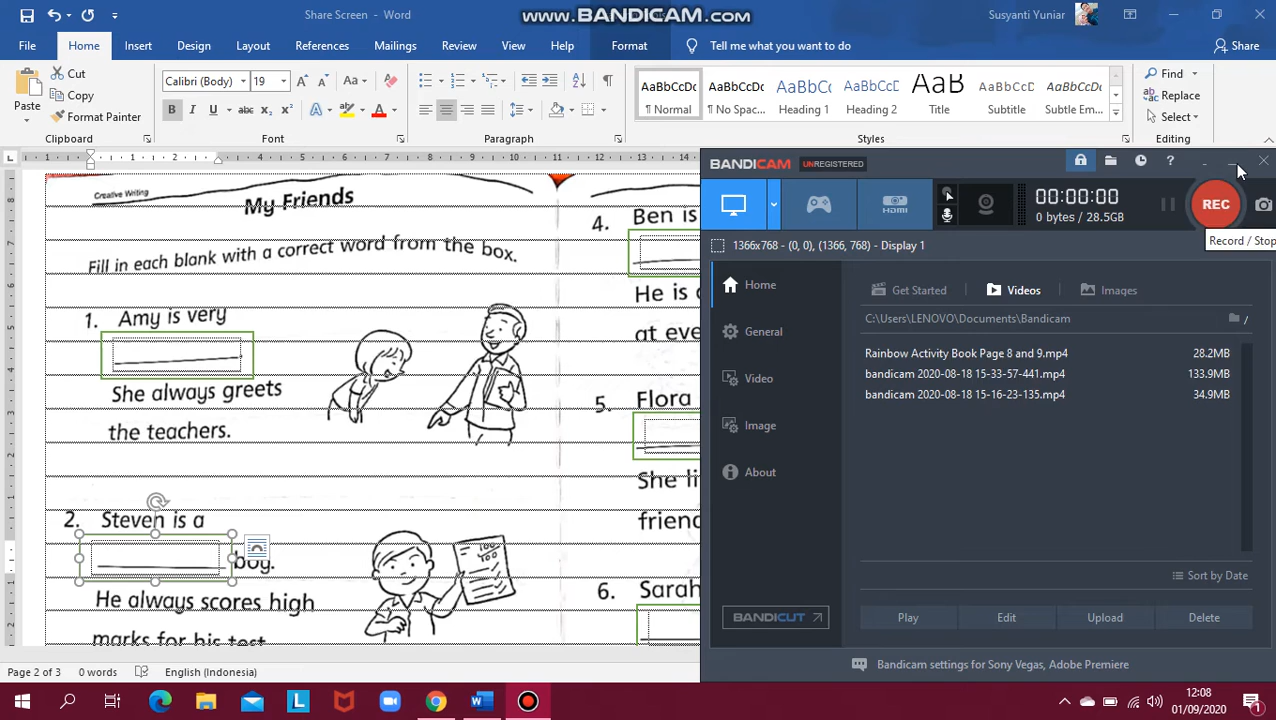 Share Screen - Word
www.BANDICAM.com
Susyanti Yuniar
File Home Insert Design Layout References Mailings Review View Help Format Tell me what you want to do Share
Paste
Cut
Copy
Format Painter
Clipboard
Calibri (Body) 19
Font
Paragraph
AaBbCcDc AaBbCcDc AaBbCc AaBbCcD AaB AaBbCcD AaBbCcDc
¶ Normal ¶ No Spac... Heading 1 Heading 2 Title Subtitle Subtle Em...
Styles
Find
Replace
Select
Editing
Creative Writing
My Friends
Fill in each blank with a correct word from the box.
1. Amy is very
She always greets
the teachers.
2. Steven is a
boy.
He always scores high
marks for his test
100
100
4. Ben is
He is
at eve
5. Flora
She li
friend
6. Sarah
BANDICAM UNREGISTERED
HDMI
00:00:00
0 bytes / 28.5GB
REC
Record / Stop
1366x768 - (0, 0), (1366, 768) - Display 1
Home
General
Video
Image
About
BANDICUT
Get Started Videos Images
C:\Users\LENOVO\Documents\Bandicam /
Rainbow Activity Book Page 8 and 9.mp4 28.2MB
bandicam 2020-08-18 15-33-57-441.mp4 133.9MB
bandicam 2020-08-18 15-16-23-135.mp4 34.9MB
Sort by Date
Play Edit Upload Delete
Bandicam settings for Sony Vegas, Adobe Premiere
Page 2 of 3 0 words English (Indonesia)
12:08
01/09/2020